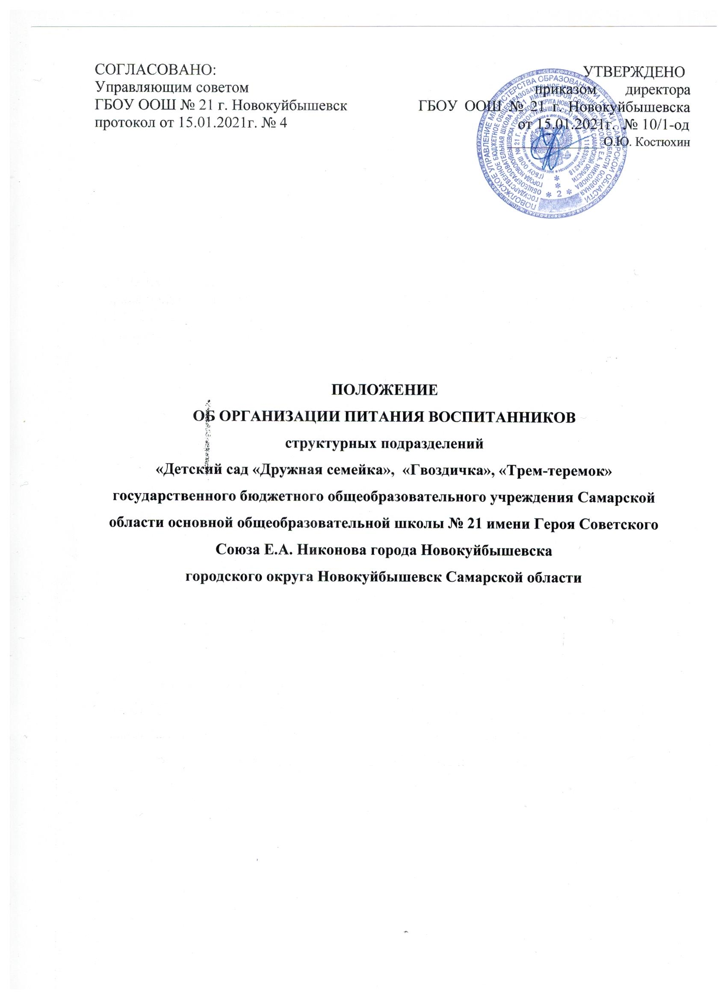 СОГЛАСОВАНО:
Управляющим советом
ГБОУ ООШ № 21 г. Новокуйбышевск
протокол от 15.01.2021г. № 4
УТВЕРЖДЕНО
приказом директора
ГБОУ ООШ № 21 г. Новокуйбышевска
от 15.01.2021г. № 10/1-од
О.Ю. Костюхин
ПОЛОЖЕНИЕ
ОБ ОРГАНИЗАЦИИ ПИТАНИЯ ВОСПИТАННИКОВ
структурных подразделений
«Детский сад «Дружная семейка», «Гвоздичка», «Трем-теремок»
государственного бюджетного общеобразовательного учреждения Самарской
области основной общеобразовательной школы № 21 имени Героя Советского
Союза Е.А. Никонова города Новокуйбышевска
городского округа Новокуйбышевск Самарской области